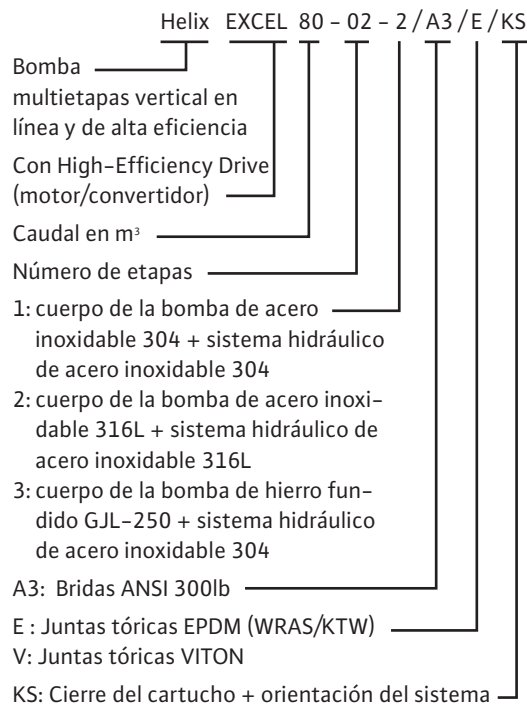 Helix EXCEL 80 – 02 – 2 / A3 / E / KS
Bomba
multietapas vertical en
línea y de alta eficiencia
Con High–Efficiency Drive
(motor/convertidor)
Caudal en m³
Número de etapas
1: cuerpo de la bomba de acero
inoxidable 304 + sistema hidráulico
de acero inoxidable 304
2: cuerpo de la bomba de acero inoxi–
dable 316L + sistema hidráulico de
acero inoxidable 316L
3: cuerpo de la bomba de hierro fun–
dido GJL–250 + sistema hidráulico
de acero inoxidable 304
A3: Bridas ANSI 300lb
E : Juntas tóricas EPDM (WRAS/KTW)
V: Juntas tóricas VITON
KS: Cierre del cartucho + orientación del sistema